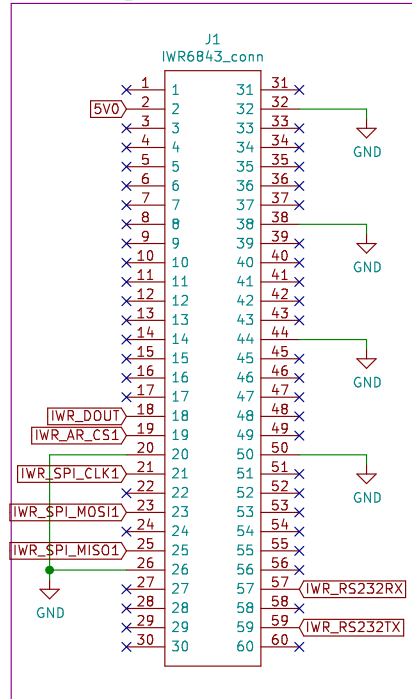 J1
IWR6843_conn
1 1 31 31
5V0 2 2 32 32
3 3 33 33
4 4 34 34
GND
5 5 35 35
6 6 36 36
7 7 37 37
8 8 38 38
9 9 39 39
10 10 40 40
GND
11 11 41 41
12 12 42 42
13 13 43 43
14 14 44 44
15 15 45 45
16 16 46 46
GND
17 17 47 47
IWR_DOUT 18 18 48 48
IWR_AR_CS1 19 19 49 49
20 20 50 50
IWR_SPI_CLK1 21 21 51 51
22 22 52 52
GND
IWR_SPI_MOSI1 23 23 53 53
24 24 54 54
IWR_SPI_MISO1 25 25 55 55
26 26 56 56
27 27 57 57 IWR_RS232RX
GND
28 28 58 58
29 29 59 59 IWR_RS232TX
30 30 60 60